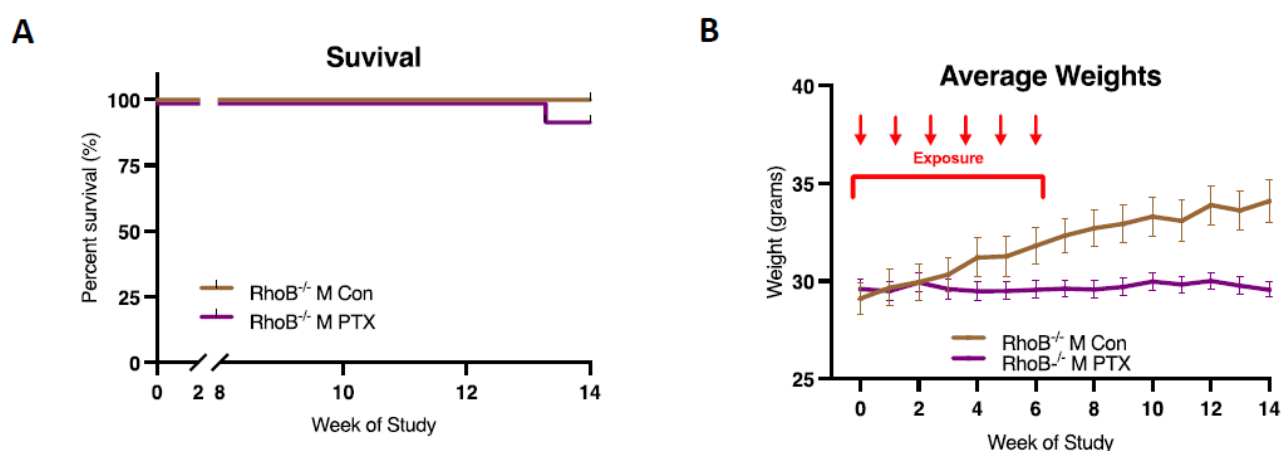 A
Suvival
Percent survival (%)
100
75
50
25
0
RhoB-/- M Con
RhoB-/- M PTX
0 2 8 10 12 14
Week of Study
B
Average Weights
Weight (grams)
40
35
30
25
Exposure
RhoB-/- M Con
RhoB-/- M PTX
0 2 4 6 8 10 12 14
Week of Study